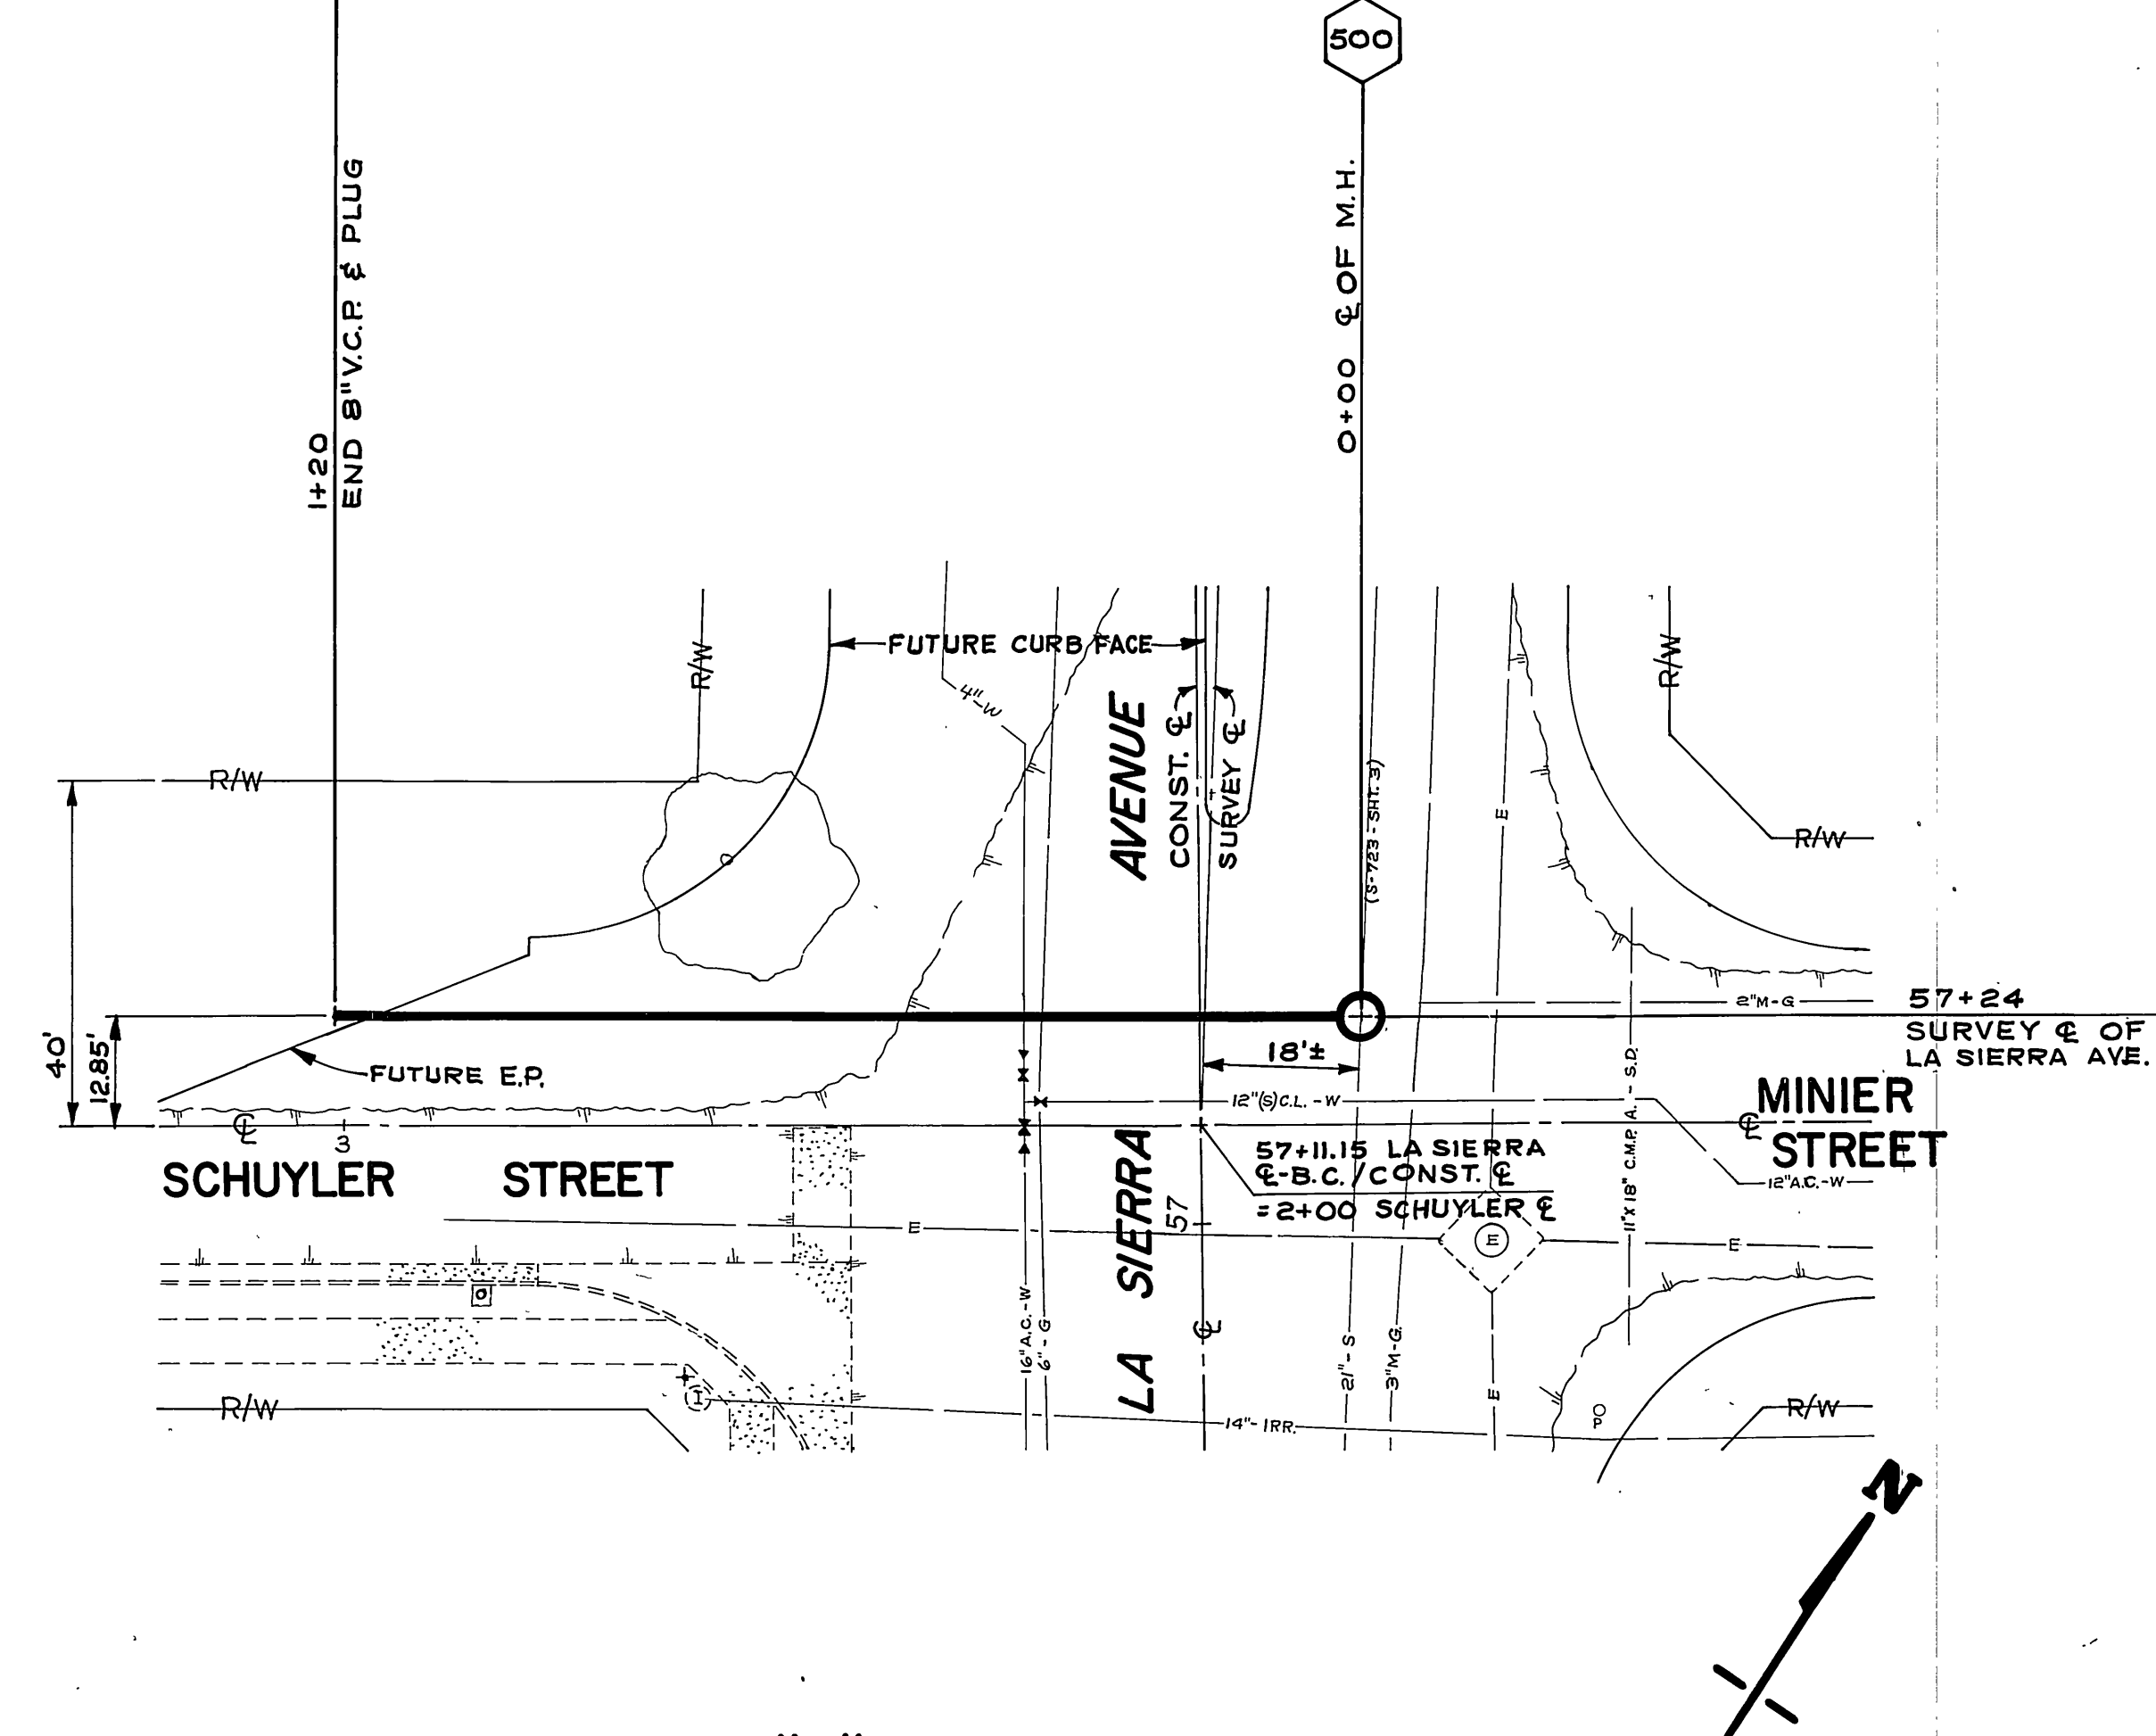 500
1+20
END 8" V.C.P. & PLUG
0+00 ℄ OF M.H.
R/W
FUTURE CURB FACE
R/W
4"-W
AVENUE
CONST. ℄
SURVEY ℄
(S-723-SHT. 3)
E
R/W
R/W
40'
12.85'
FUTURE E.P.
18'±
2"M-G
57+24
SURVEY ℄ OF
LA SIERRA AVE.
12"(S)C.L.-W
MINIER
STREET
℄
℄
3
SCHUYLER STREET
57+11.15 LA SIERRA
℄-B.C./CONST. ℄
=2+00 SCHUYLER ℄
12"A.C.-W
11"X18" C.M.P.A.-S.D.
57
E
E
E
LA SIERRA
℄
16"A.C.-W
6"-G
21"-S
3"M-G.
E
I
14"-IRR.
R/W
R/W
O
P
N